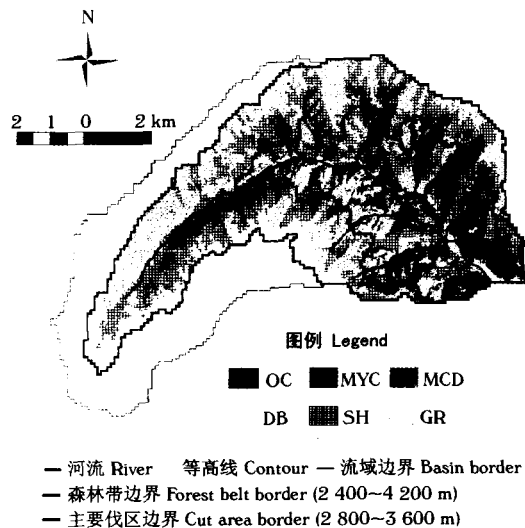 N
2 1 0 2 km
图例 Legend
OC MYC MCD
DB SH GR
河流 River 等高线 Contour 流域边界 Basin border
森林带边界 Forest belt border (2 400~4 200 m)
主要伐区边界 Cut area border (2 800~3 600 m)